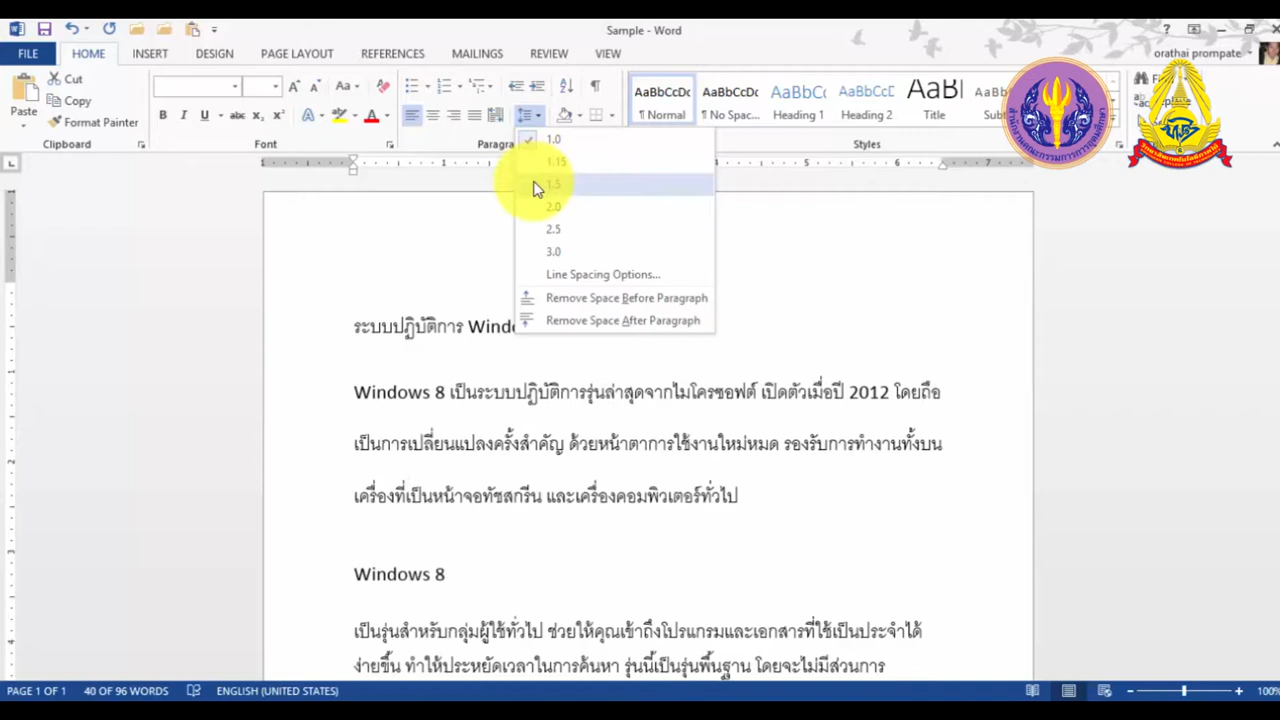 Sample - Word
FILE HOME INSERT DESIGN PAGE LAYOUT REFERENCES MAILINGS REVIEW VIEW
orathai prompate
Cut
Copy
Format Painter
Paste
Clipboard Font Styles
AaBbCcDc AaBbCcDc AaBbC AaBbCcD AaB
¶ Normal ¶ No Spac... Heading 1 Heading 2 Title
1.0
1.15
1.5
2.0
2.5
3.0
Line Spacing Options...
Remove Space Before Paragraph
Remove Space After Paragraph
ระบบปฏิบัติการ
Windows 8 เป็นระบบปฏิบัติการรุ่นล่าสุดจากไมโครซอฟต์ เปิดตัวเมื่อปี 2012 โดยถือ
เป็นการเปลี่ยนแปลงครั้งสำคัญ ด้วยหน้าตาการใช้งานใหม่หมด รองรับการทำงานทั้งบน
เครื่องที่เป็นหน้าจอทัชสกรีน และเครื่องคอมพิวเตอร์ทั่วไป
Windows 8
เป็นรุ่นสำหรับกลุ่มผู้ใช้ทั่วไป ช่วยให้คุณเข้าถึงโปรแกรมและเอกสารที่ใช้เป็นประจำได้
ง่ายขึ้น ทำให้ประหยัดเวลาในการค้นหา รุ่นนี้เป็นรุ่นพื้นฐาน โดยจะไม่มีส่วนการ
PAGE 1 OF 1 40 OF 96 WORDS ENGLISH (UNITED STATES) 100%